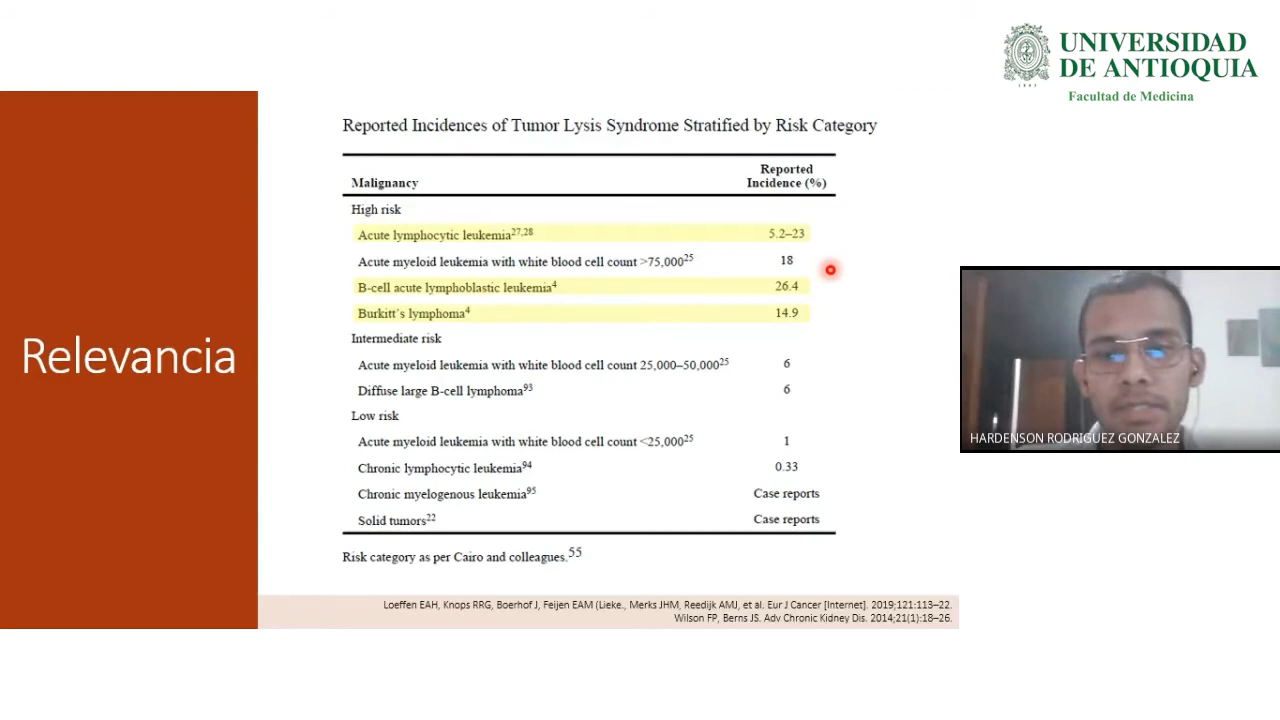 UNIVERSIDAD
DE ANTIOQUIA
1803
Facultad de Medicina
Relevancia
Reported Incidences of Tumor Lysis Syndrome Stratified by Risk Category
Malignancy Reported Incidence (%)
High risk
Acute lymphocytic leukemia27,28 5.2–23
Acute myeloid leukemia with white blood cell count >75,00025 18
B-cell acute lymphoblastic leukemia4 26.4
Burkitt's lymphoma4 14.9
Intermediate risk
Acute myeloid leukemia with white blood cell count 25,000–50,00025 6
Diffuse large B-cell lymphoma93 6
Low risk
Acute myeloid leukemia with white blood cell count <25,00025 1
Chronic lymphocytic leukemia94 0.33
Chronic myelogenous leukemia95 Case reports
Solid tumors22 Case reports
Risk category as per Cairo and colleagues.55
Loeffen EAH, Knops RRG, Boerhof J, Feijen EAM (Lieke., Merks JHM, Reedijk AMJ, et al. Eur J Cancer [Internet]. 2019;121:113–22.
Wilson FP, Berns JS. Adv Chronic Kidney Dis. 2014;21(1):18–26.
HARDENSON RODRIGUEZ GONZALEZ